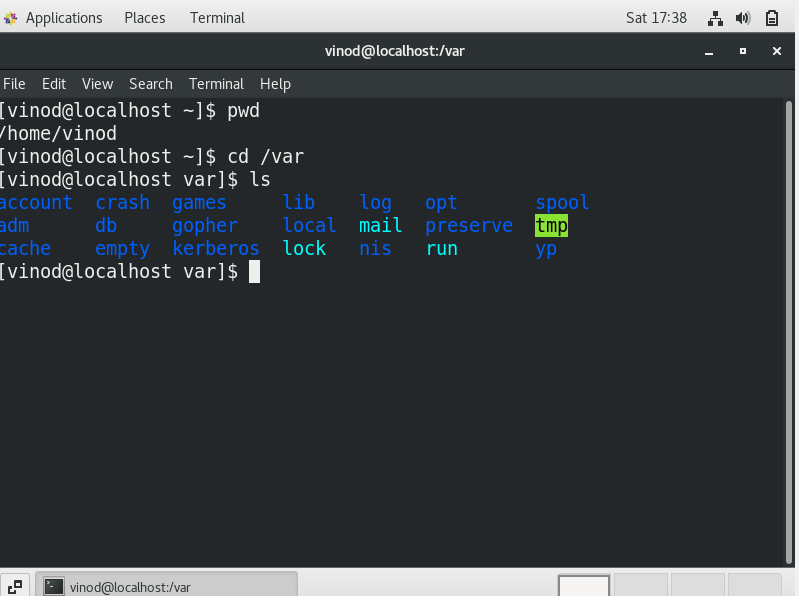 Applications Places Terminal Sat 17:38
vinod@localhost:/var
File Edit View Search Terminal Help
[vinod@localhost ~]$ pwd
/home/vinod
[vinod@localhost ~]$ cd /var
[vinod@localhost var]$ ls
account crash games lib log opt spool
adm db gopher local mail preserve tmp
cache empty kerberos lock nis run yp
[vinod@localhost var]$
vinod@localhost:/var